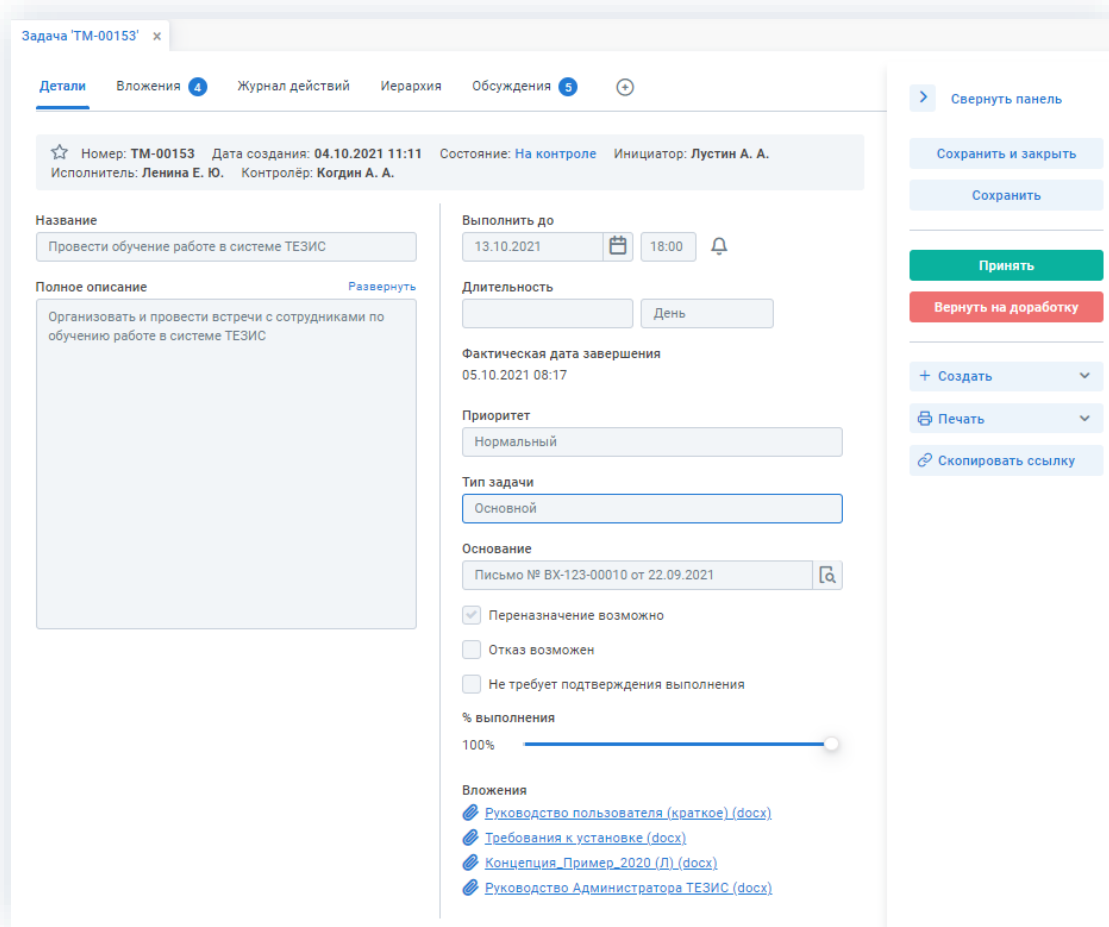 Задача 'ТМ-00153' ×
Детали Вложения 4 Журнал действий Иерархия Обсуждения 5
Номер: ТМ-00153 Дата создания: 04.10.2021 11:11 Состояние: На контроле Инициатор: Лустин А. А.
Исполнитель: Ленина Е. Ю. Контролёр: Когдин А. А.
Название
Провести обучение работе в системе ТЕЗИС
Полное описание Развернуть
Организовать и провести встречи с сотрудниками по
обучению работе в системе ТЕЗИС
Выполнить до
13.10.2021 18:00
Длительность
День
Фактическая дата завершения
05.10.2021 08:17
Приоритет
Нормальный
Тип задачи
Основной
Основание
Письмо № ВХ-123-00010 от 22.09.2021
Переназначение возможно
Отказ возможен
Не требует подтверждения выполнения
% выполнения
100%
Вложения
Руководство пользователя (краткое) (docx)
Требования к установке (docx)
Концепция_Пример_2020 (Л) (docx)
Руководство Администратора ТЕЗИС (docx)
Свернуть панель
Сохранить и закрыть
Сохранить
Принять
Вернуть на доработку
+ Создать
Печать
Скопировать ссылку